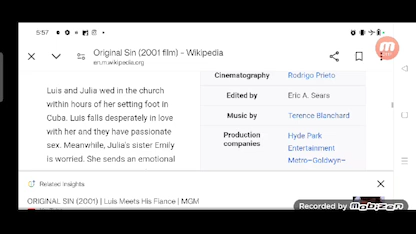 5:57
Original Sin (2001 film) - Wikipedia
en.m.wikipedia.org
Luis and Julia wed in the church
within hours of her setting foot in
Cuba. Luis falls desperately in love
with her and they have passionate
sex. Meanwhile, Julia's sister Emily
is worried. She sends an emotional
Cinematography Rodrigo Prieto
Edited by Eric A. Sears
Music by Terence Blanchard
Production Hyde Park
companies Entertainment
Metro-Goldwyn-
Related Insights
ORIGINAL SIN (2001) | Luis Meets His Fiance | MGM
Recorded by Mobizen